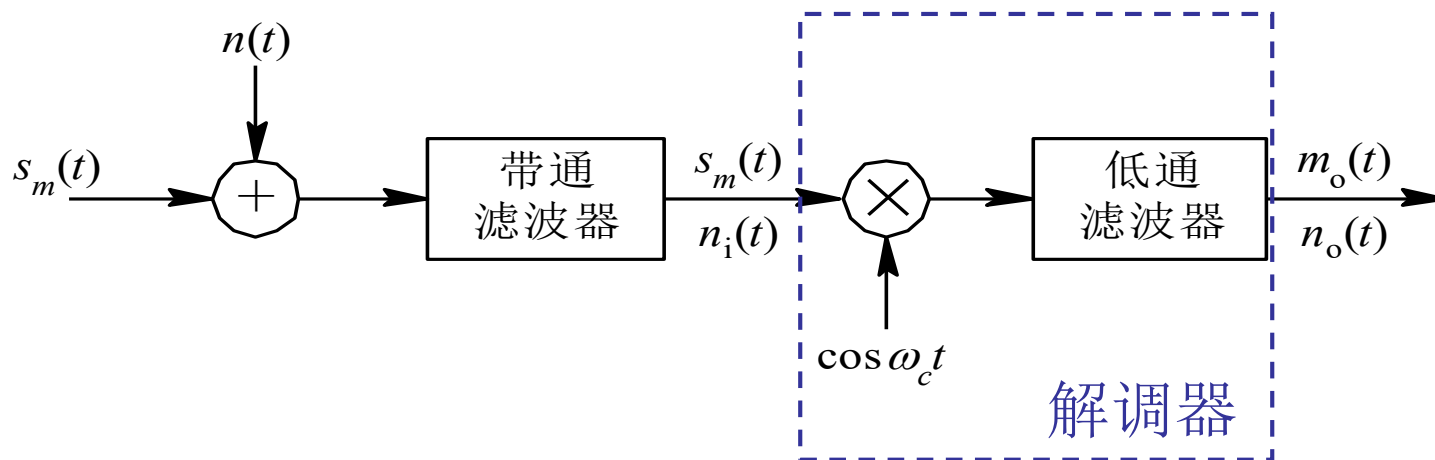 n(t)
s_m(t)
+
带通
滤波器
s_m(t)
n_i(t)
×
cos ω_c t
低通
滤波器
m_o(t)
n_o(t)
解调器